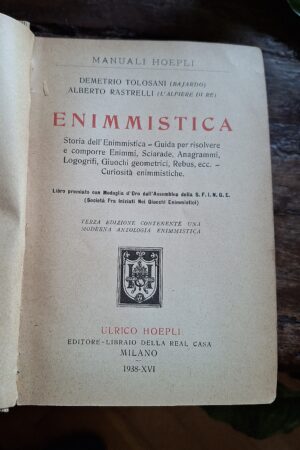 MANUALI HOEPLI
DEMETRIO TOLOSANI (BAJARDO)
ALBERTO RASTRELLI (L'ALFIERE DI RE)
ENIMMISTICA
Storia dell'Enimmistica - Guida per risolvere
e comporre Enimmi, Sciarade, Anagrammi,
Logogrifi, Giuochi geometrici, Rebus, ecc. -
Curiosità enimmistiche.
Libro premiato con Medaglia d'Oro dall'Assemblea della S. F. I. N. G. E.
(Società Fra Iniziati Nei Giuochi Enimmistici)
TERZA EDIZIONE CONTENENTE UNA
MODERNA ANTOLOGIA ENIMMISTICA
ULRICO HOEPLI
EDITORE-LIBRAIO DELLA REAL CASA
MILANO
1938-XVI